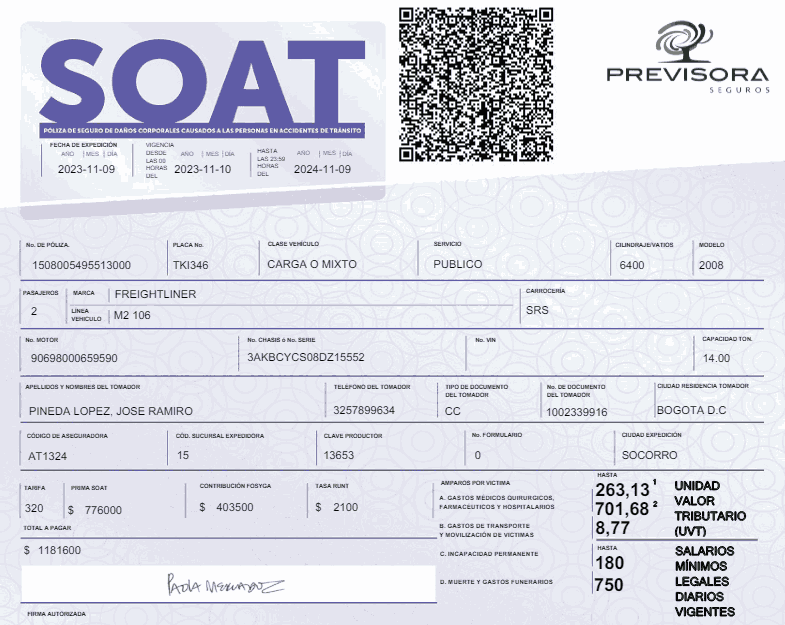 SOAT
PÓLIZA DE SEGURO DE DAÑOS CORPORALES CAUSADOS A LAS PERSONAS EN ACCIDENTES DE TRÁNSITO
FECHA DE EXPEDICIÓN
AÑO | MES | DÍA
2023-11-09
VIGENCIA
DESDE
LAS 00
HORAS
DEL
AÑO | MES | DÍA
2023-11-10
HASTA
LAS 23:59
HORAS
DEL
AÑO | MES | DÍA
2024-11-09
PREVISORA
SEGUROS
No. DE PÓLIZA.
1508005495513000
PLACA No.
TKI346
CLASE VEHÍCULO
CARGA O MIXTO
SERVICIO
PUBLICO
CILINDRAJE/VATIOS
6400
MODELO
2008
PASAJEROS
2
MARCA
FREIGHTLINER
LÍNEA
VEHICULO
M2 106
CARROCERÍA
SRS
No. MOTOR
90698000659590
No. CHASIS ó No. SERIE
3AKBCYCS08DZ15552
No. VIN
CAPACIDAD TON.
14.00
APELLIDOS Y NOMBRES DEL TOMADOR
PINEDA LOPEZ, JOSE RAMIRO
TELÉFONO DEL TOMADOR
3257899634
TIPO DE DOCUMENTO
DEL TOMADOR
CC
No. DE DOCUMENTO
DEL TOMADOR
1002339916
CIUDAD RESIDENCIA TOMADOR
BOGOTA D.C
CÓDIGO DE ASEGURADORA
AT1324
CÓD. SUCURSAL EXPEDIDORA
15
CLAVE PRODUCTOR
13653
No. FORMULARIO
0
CIUDAD EXPEDICIÓN
SOCORRO
TARIFA
320
PRIMA SOAT
$ 776000
CONTRIBUCIÓN FOSYGA
$ 403500
TASA RUNT
$ 2100
TOTAL A PAGAR
$ 1181600
AMPAROS POR VICTIMA
A. GASTOS MÉDICOS QUIRURGICOS,
FARMACÉUTICOS Y HOSPITALARIOS
B. GASTOS DE TRANSPORTE
Y MOVILIZACIÓN DE VICTIMAS
C. INCAPACIDAD PERMANENTE
D. MUERTE Y GASTOS FUNERARIOS
HASTA
263,13 ¹
701,68 ²
8,77
UNIDAD
VALOR
TRIBUTARIO
(UVT)
HASTA
180
750
SALARIOS
MÍNIMOS
LEGALES
DIARIOS
VIGENTES
FIRMA AUTORIZADA